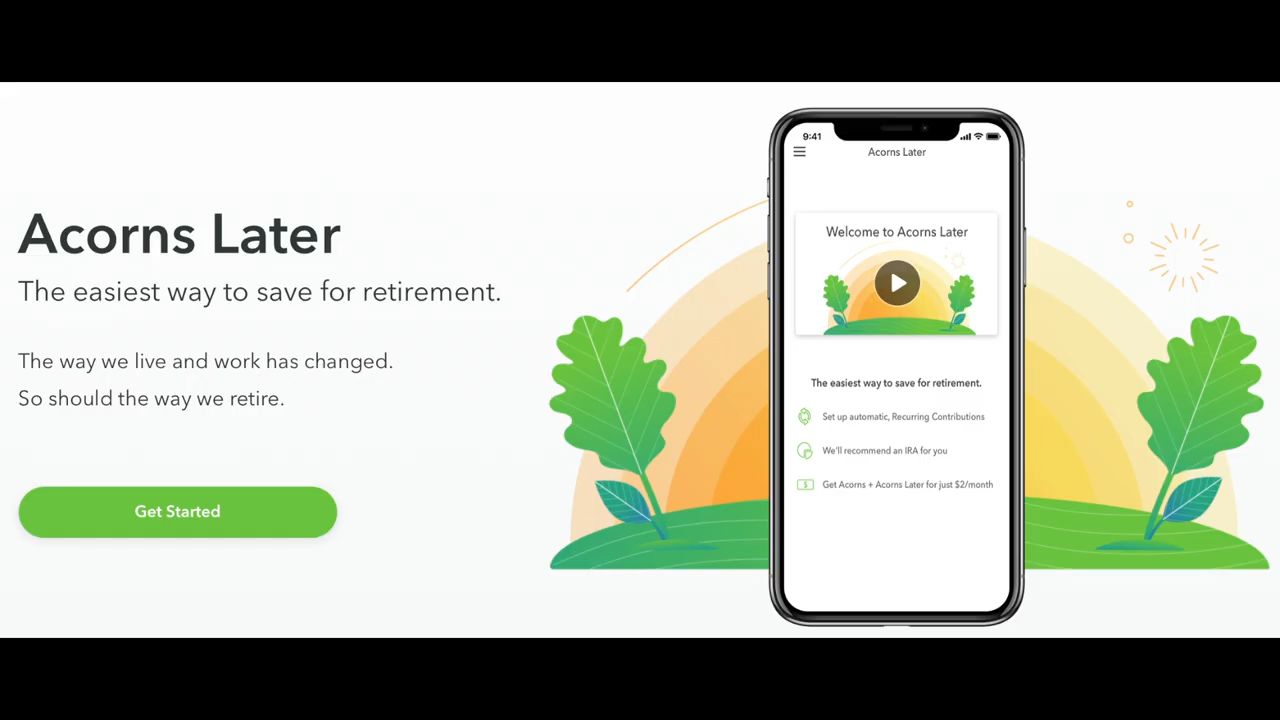 Acorns Later
The easiest way to save for retirement.
The way we live and work has changed.
So should the way we retire.
Get Started
9:41
Acorns Later
Welcome to Acorns Later
The easiest way to save for retirement.
Set up automatic, Recurring Contributions
We'll recommend an IRA for you
$
Get Acorns + Acorns Later for just $2/month